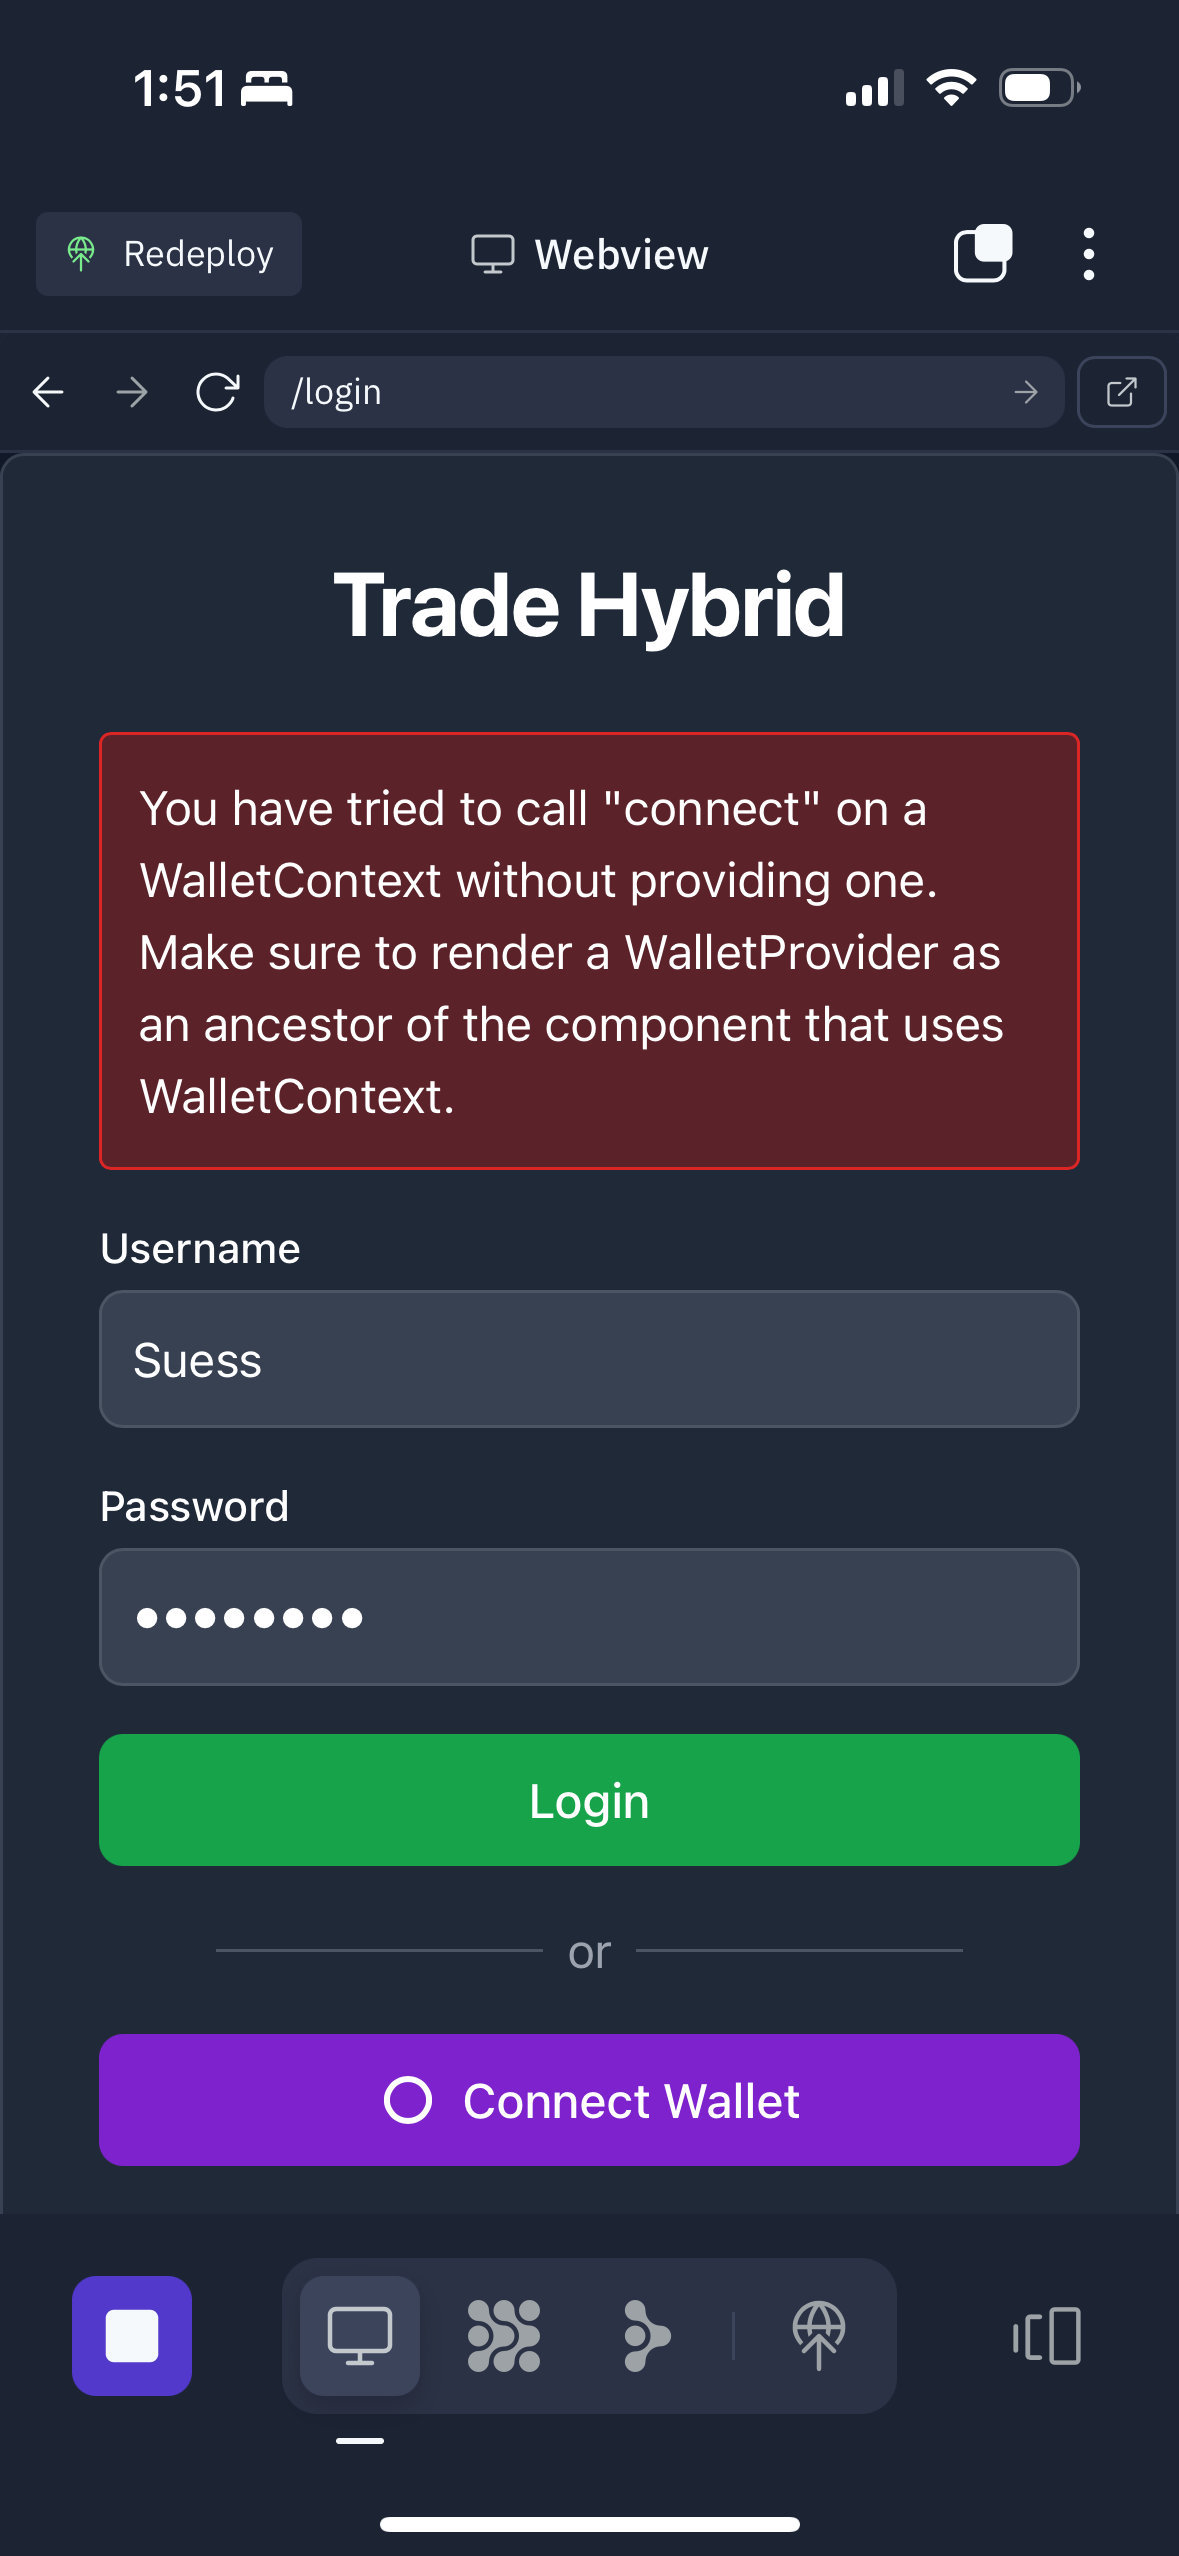 1:51
Redeploy
Webview
/login
Trade Hybrid
You have tried to call "connect" on a
WalletContext without providing one.
Make sure to render a WalletProvider as
an ancestor of the component that uses
WalletContext.
Username
Suess
Password
Login
or
Connect Wallet